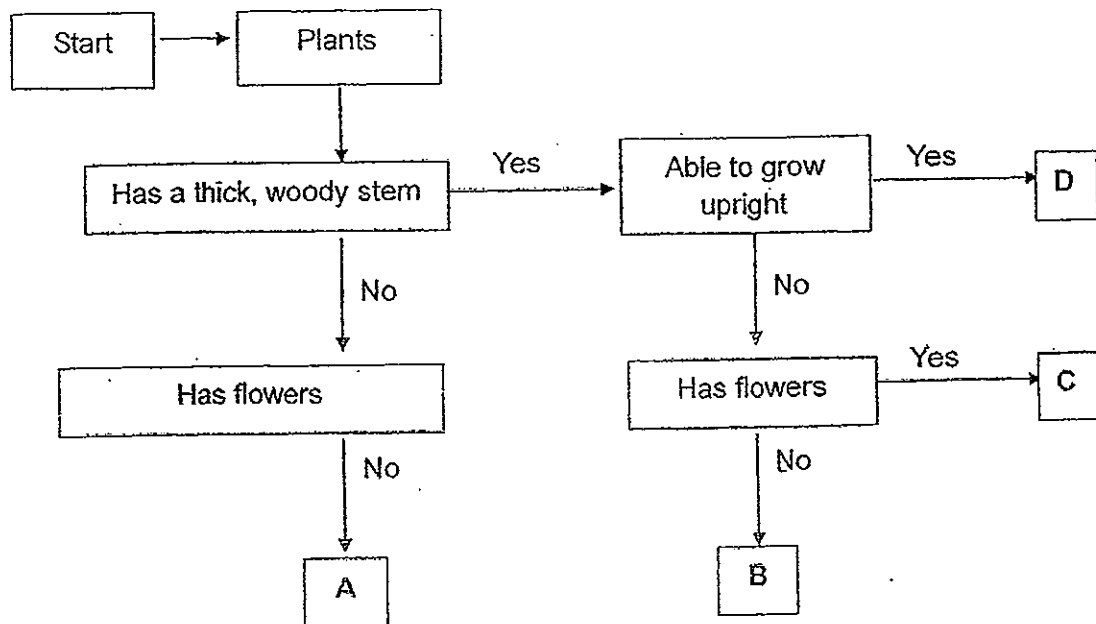 Start
Plants
Has a thick, woody stem
Yes
Able to grow
upright
Yes
D
No
No
Has flowers
Has flowers
Yes
C
No
No
A
B